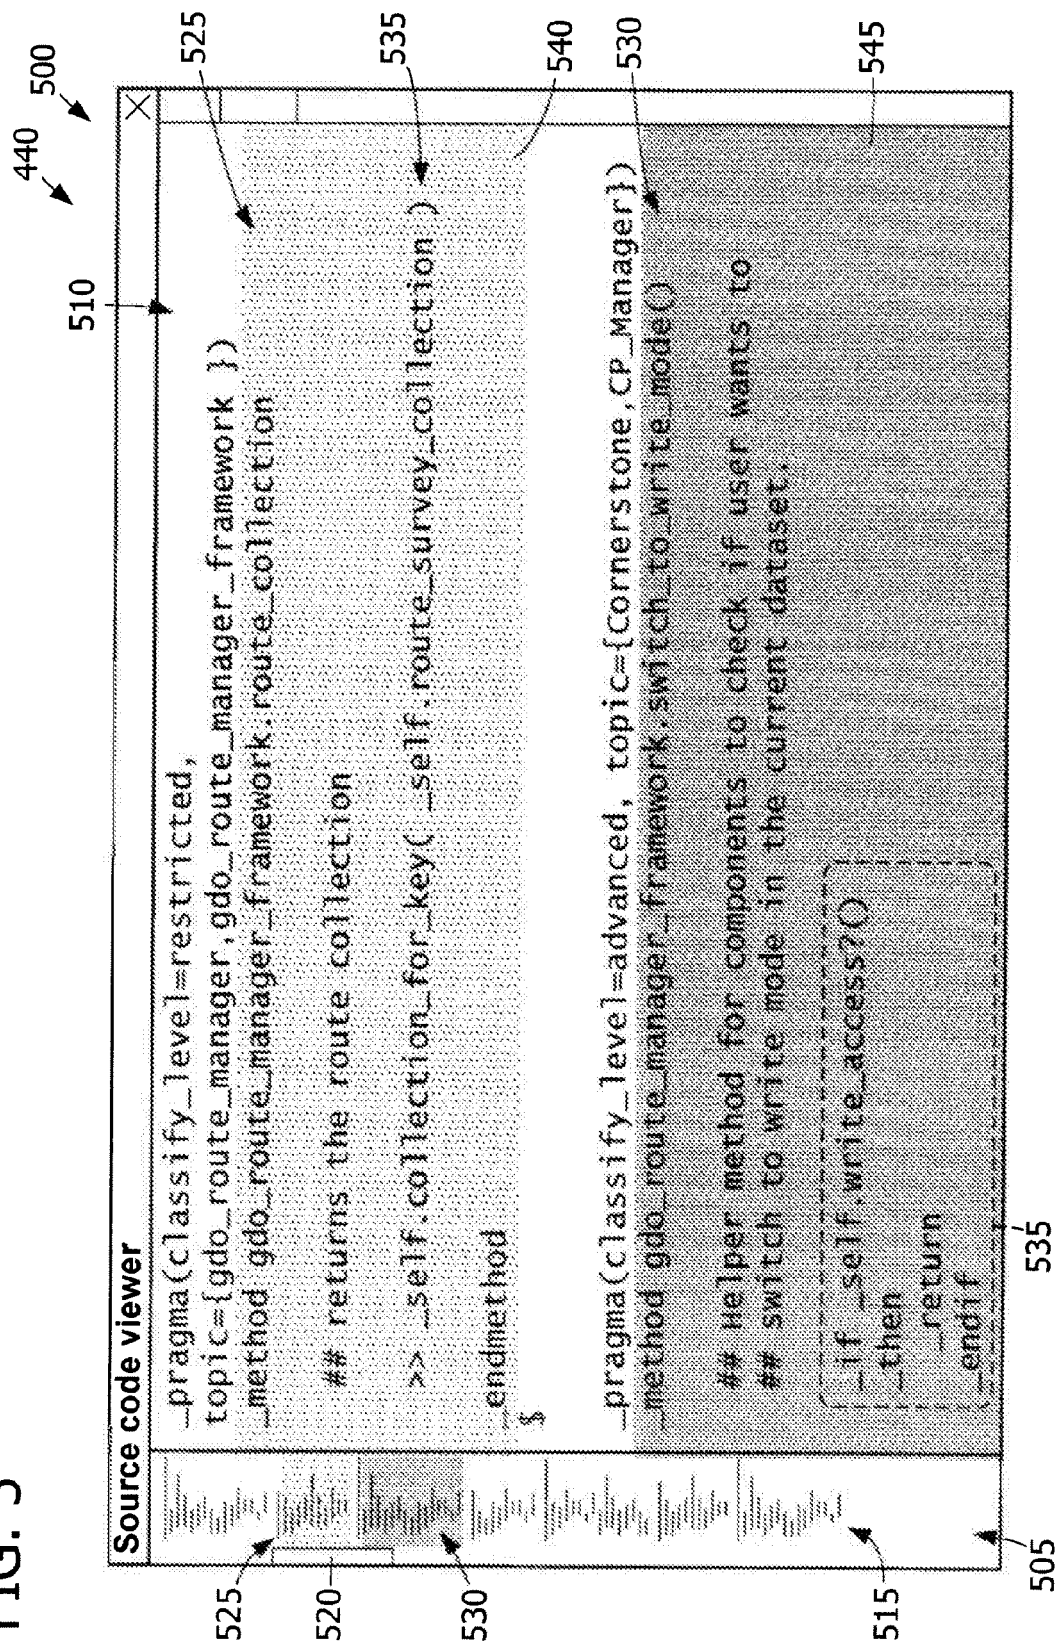 FIG. 5
440
500
Source code viewer
510
525
_pragma(classify_level=restricted,
topic={gdo_route_manager,gdo_route_manager_framework })
_method gdo_route_manager_framework.route_collection
## returns the route collection
535
>> _self.collection_for_key( _self.route_survey_collection )
_endmethod
$
540
530
_pragma(classify_level=advanced, topic={Cornerstone,CP_Manager})
_method gdo_route_manager_framework.switch_to_write_mode()
## Helper method for components to check if user wants to
## switch to write mode in the current dataset.
545
_if _self.write_access?()
_then
_return
_endif
525
520
530
515
505
535